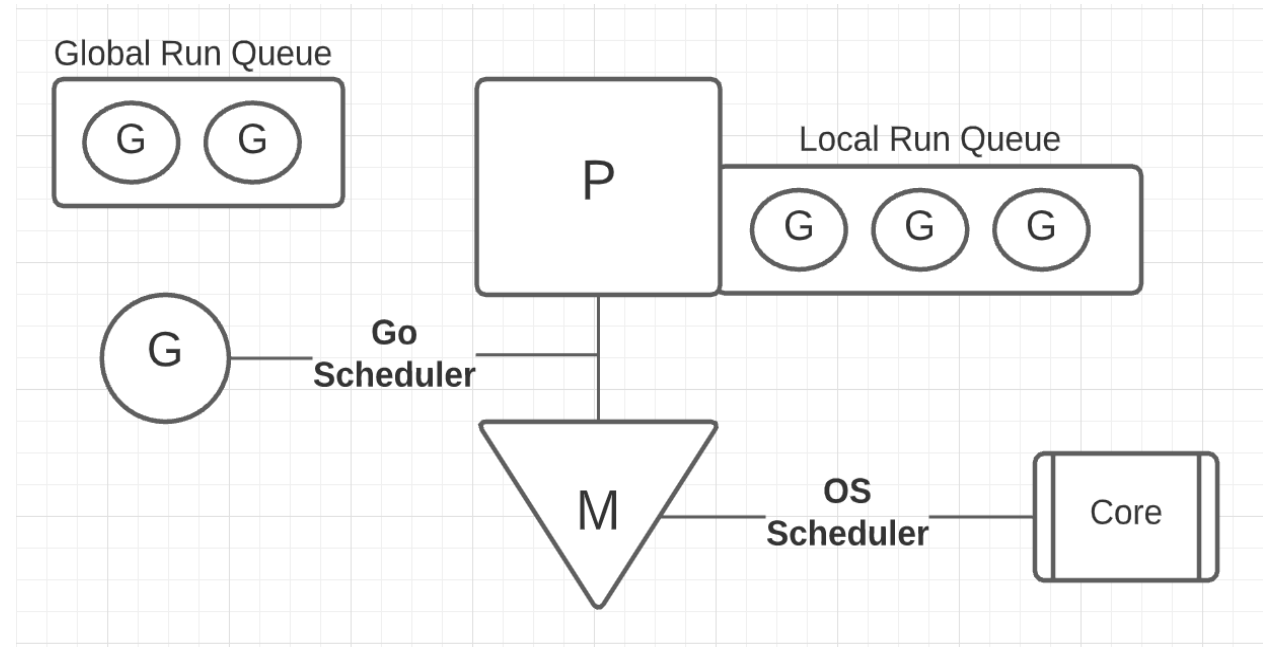 Global Run Queue
G
G
P
Local Run Queue
G
G
G
G
Go
Scheduler
M
OS
Scheduler
Core